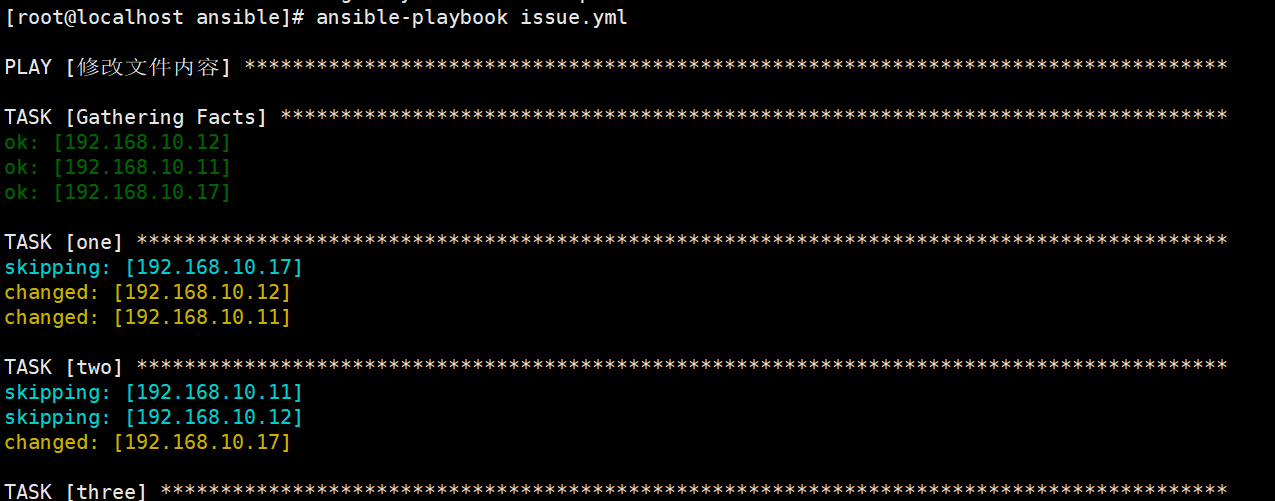 [root@localhost ansible]# ansible-playbook issue.yml
PLAY [修改文件内容] **********************************************************************************
TASK [Gathering Facts] *******************************************************************************
ok: [192.168.10.12]
ok: [192.168.10.11]
ok: [192.168.10.17]
TASK [one] *******************************************************************************************
skipping: [192.168.10.17]
changed: [192.168.10.12]
changed: [192.168.10.11]
TASK [two] *******************************************************************************************
skipping: [192.168.10.11]
skipping: [192.168.10.12]
changed: [192.168.10.17]
TASK [three] *****************************************************************************************